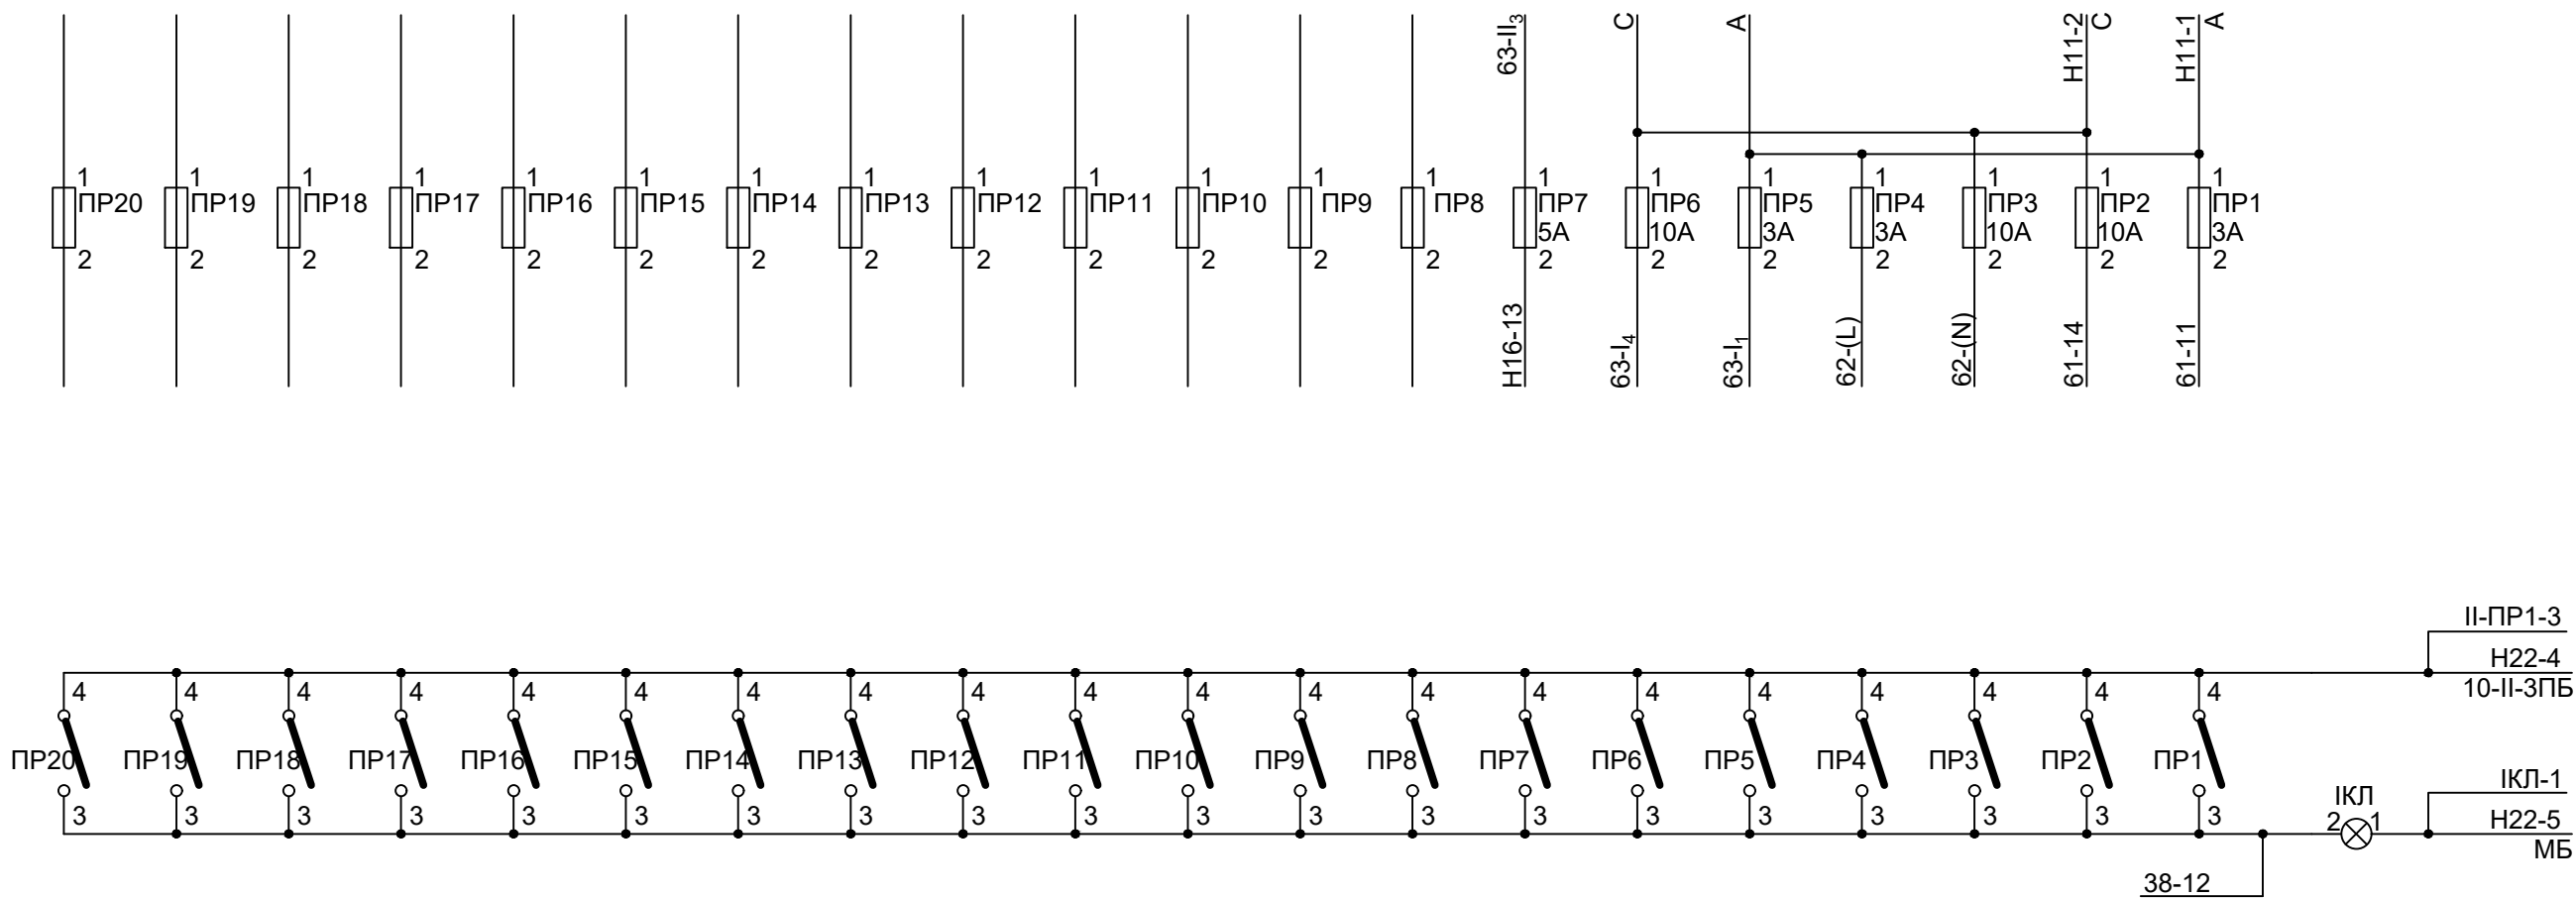 63-II₃ C A H11-2 C H11-1 A
1 1 1 1 1 1 1 1 1 1 1 1 1 1 1 1 1 1 1 1
ПР20 ПР19 ПР18 ПР17 ПР16 ПР15 ПР14 ПР13 ПР12 ПР11 ПР10 ПР9 ПР8 ПР7 ПР6 ПР5 ПР4 ПР3 ПР2 ПР1
5А 10А 3А 3А 10А 10А 3А
2 2 2 2 2 2 2 2 2 2 2 2 2 2 2 2 2 2 2 2
Н16-13 63-I₄ 63-I₁ 62-(L) 62-(N) 61-14 61-11
II-ПР1-3
Н22-4
10-II-3ПБ
4 4 4 4 4 4 4 4 4 4 4 4 4 4 4 4 4 4 4 4
ПР20 ПР19 ПР18 ПР17 ПР16 ПР15 ПР14 ПР13 ПР12 ПР11 ПР10 ПР9 ПР8 ПР7 ПР6 ПР5 ПР4 ПР3 ПР2 ПР1
3 3 3 3 3 3 3 3 3 3 3 3 3 3 3 3 3 3 3 3
IКЛ
2 1
IКЛ-1
Н22-5
МБ
38-12